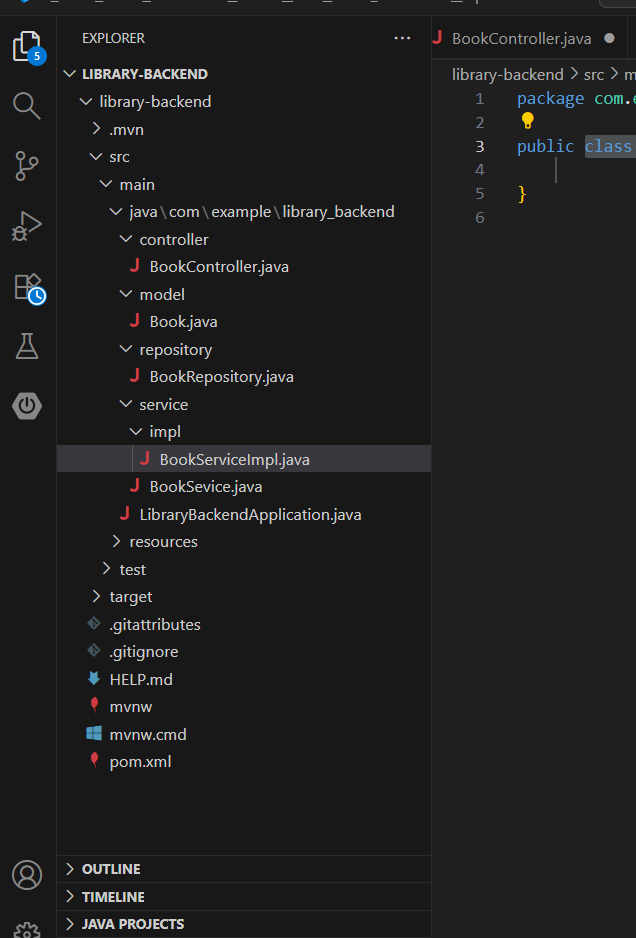 EXPLORER
LIBRARY-BACKEND
library-backend
.mvn
src
main
java\com\example\library_backend
controller
BookController.java
model
Book.java
repository
BookRepository.java
service
impl
BookServiceImpl.java
BookSevice.java
LibraryBackendApplication.java
resources
test
target
.gitattributes
.gitignore
HELP.md
mvnw
mvnw.cmd
pom.xml
OUTLINE
TIMELINE
JAVA PROJECTS
5
BookController.java
library-backend > src > m
1 package com.e
2
3 public class
4
5 }
6